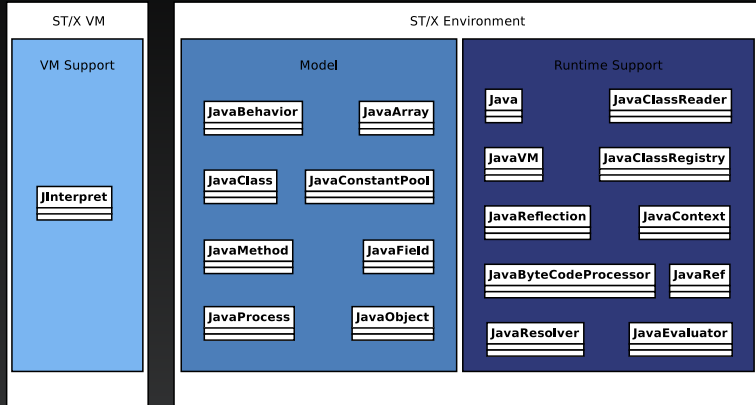 ST/X VM
ST/X Environment
VM Support
Model
Runtime Support
JInterpret
JavaBehavior
JavaArray
JavaClass
JavaConstantPool
JavaMethod
JavaField
JavaProcess
JavaObject
Java
JavaClassReader
JavaVM
JavaClassRegistry
JavaReflection
JavaContext
JavaByteCodeProcessor
JavaRef
JavaResolver
JavaEvaluator